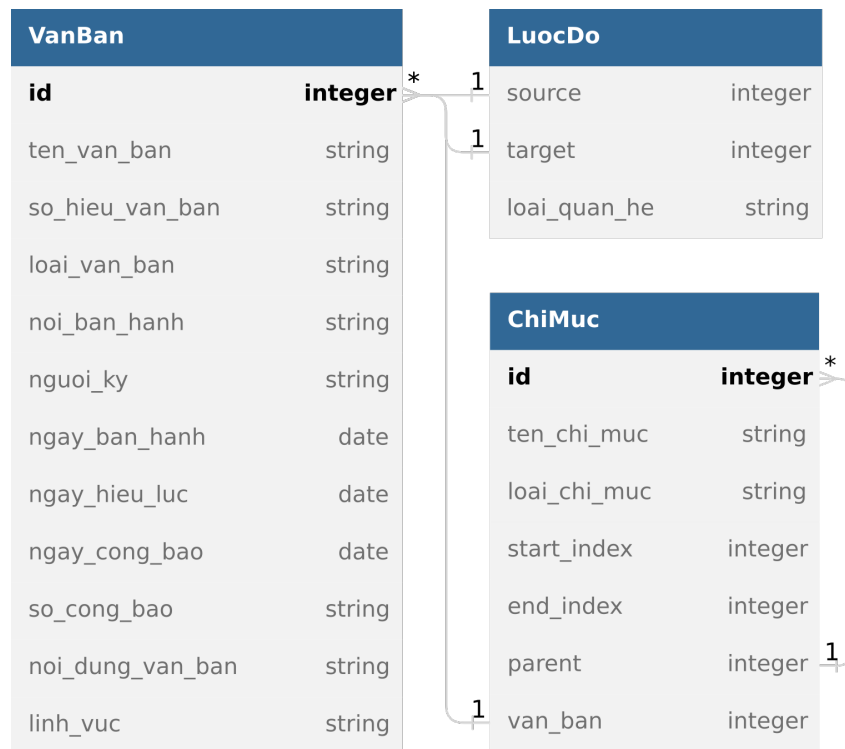 VanBan
id integer
ten_van_ban string
so_hieu_van_ban string
loai_van_ban string
noi_ban_hanh string
nguoi_ky string
ngay_ban_hanh date
ngay_hieu_luc date
ngay_cong_bao date
so_cong_bao string
noi_dung_van_ban string
linh_vuc string
* 1
1
1
LuocDo
source integer
target integer
loai_quan_he string
ChiMuc
id integer *
ten_chi_muc string
loai_chi_muc string
start_index integer
end_index integer
parent integer 1
van_ban integer